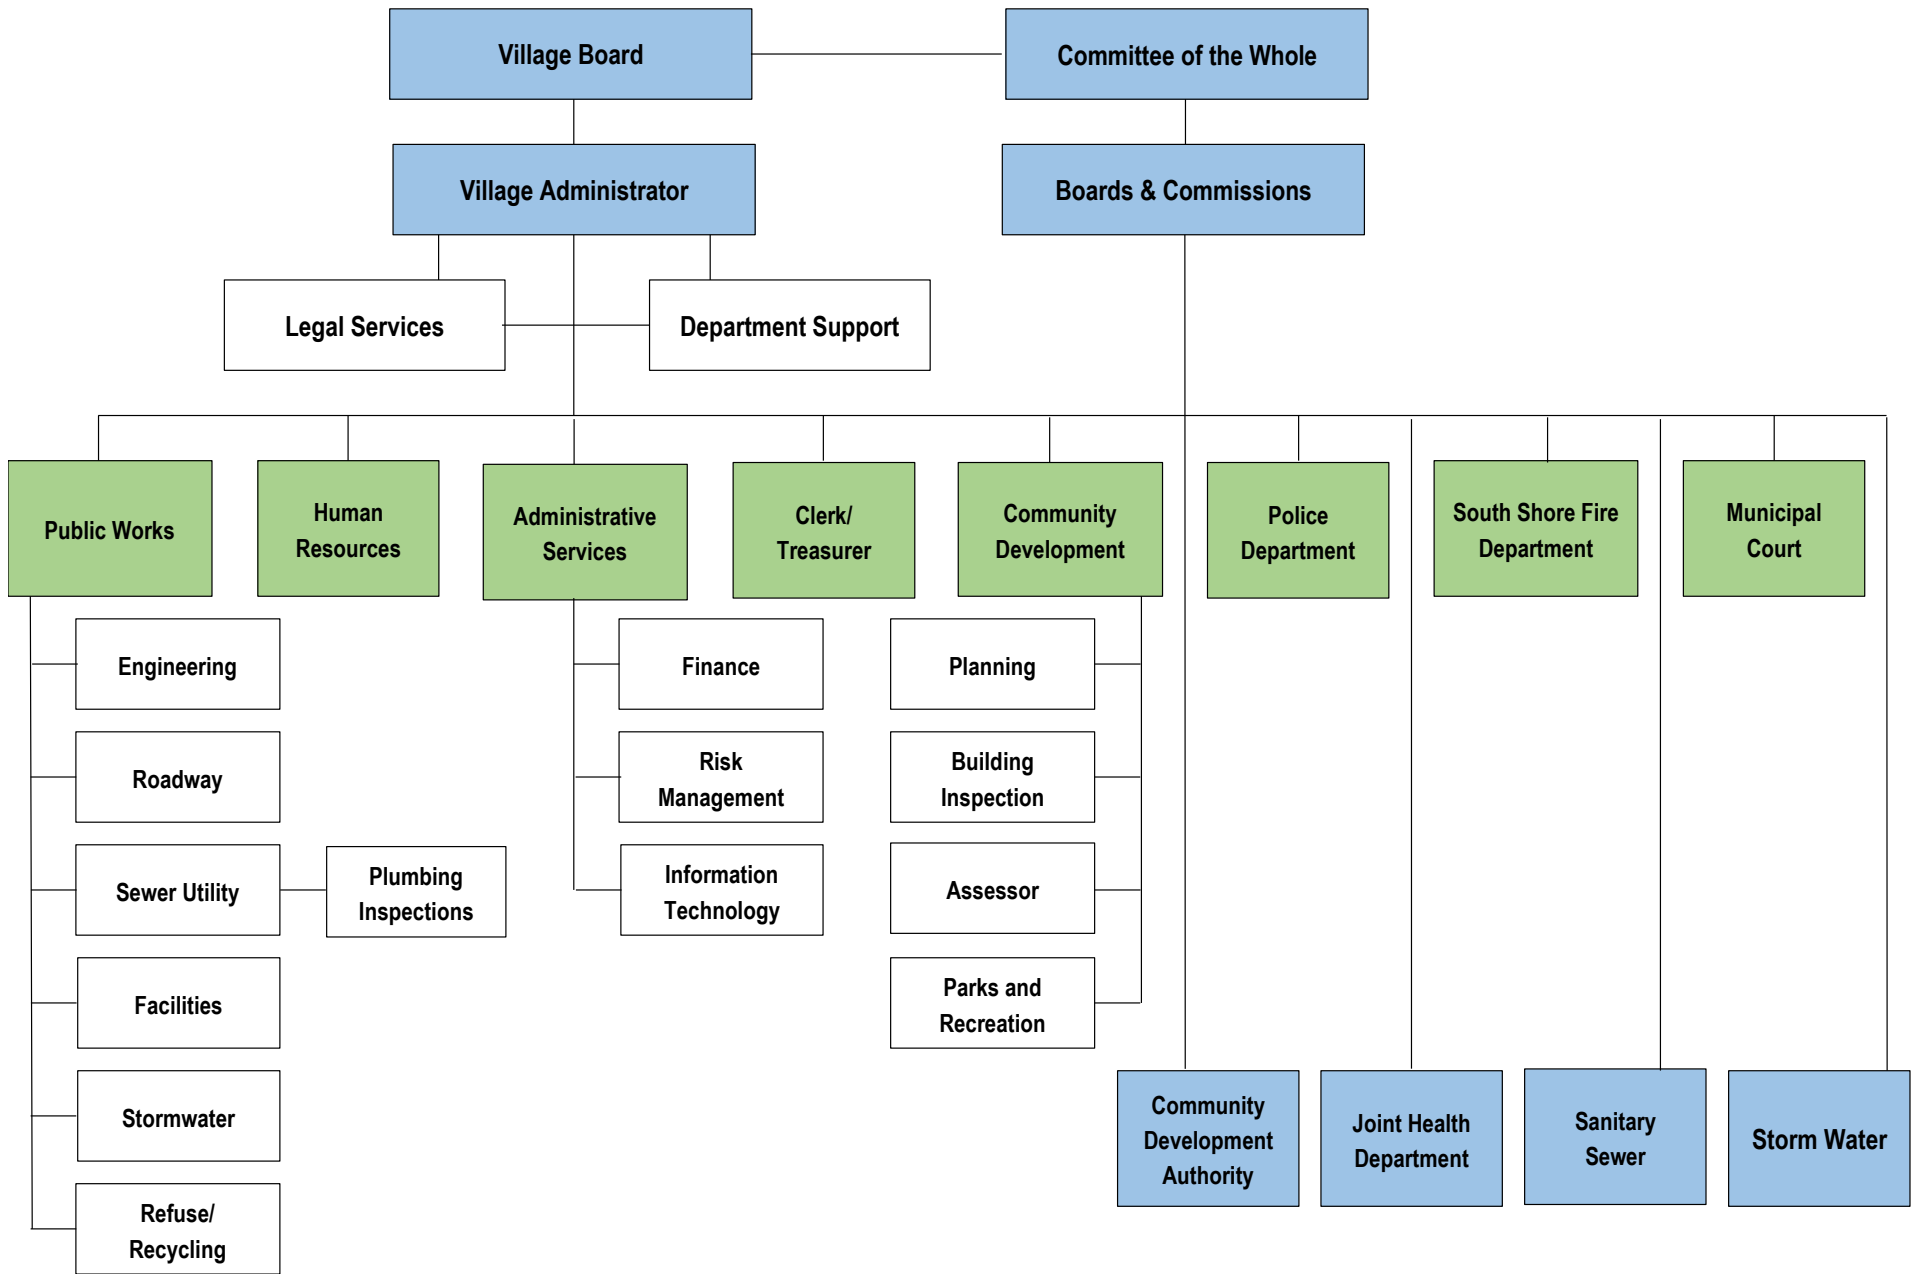 Village Board
Committee of the Whole
Village Administrator
Boards & Commissions
Legal Services
Department Support
Public Works
Human
Resources
Administrative
Services
Clerk/
Treasurer
Community
Development
Police
Department
South Shore Fire
Department
Municipal
Court
Engineering
Finance
Planning
Roadway
Risk
Management
Building
Inspection
Sewer Utility
Plumbing
Inspections
Information
Technology
Assessor
Facilities
Parks and
Recreation
Stormwater
Community
Development
Authority
Joint Health
Department
Sanitary
Sewer
Storm Water
Refuse/
Recycling